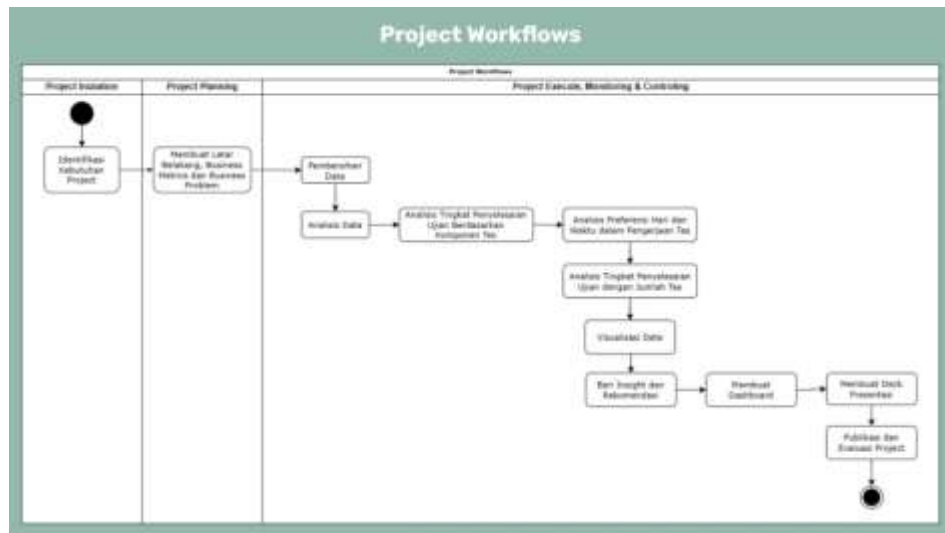 Project Workflows
Project Workflows
Project Initiation
Project Planning
Project Execute, Monitoring & Controling
Identifikasi
Kebutuhan
Project
Membuat Latar
Belakang, Business
Metrics dan Business
Problem
Pembersihan
Data
Analisis Data
Analisis Tingkat Penyelesaian
Ujian Berdasarkan
Komponen Tes
Analisis Preferensi Hari dan
Waktu dalam Pengerjaan Tes
Analisis Tingkat Penyelesaian
Ujian dengan Jumlah Tes
Visualisasi Data
Beri Insight dan
Rekomendasi
Membuat
Dashboard
Membuat Deck
Presentasi
Publikasi dan
Evaluasi Project